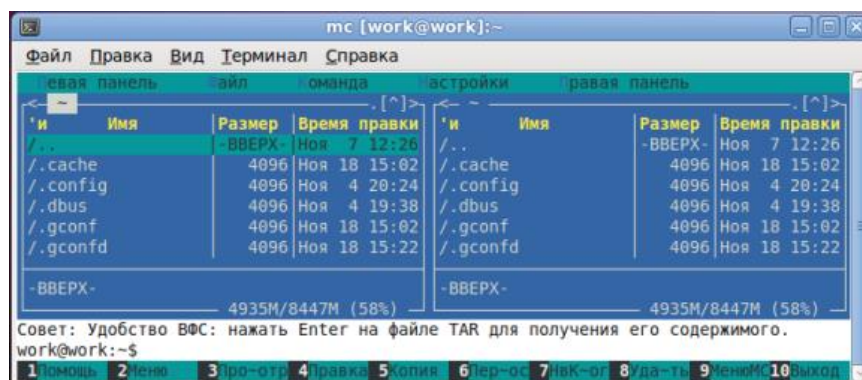 mc [work@work]:~
Файл Правка Вид Терминал Справка
Левая панель Файл Команда Настройки Правая панель
<— ~ —.[^]> <— ~ —.[^]>
'и Имя Размер Время правки 'и Имя Размер Время правки
/.. -ВВЕРХ- Ноя 7 12:26 /.. -ВВЕРХ- Ноя 7 12:26
/.cache 4096 Ноя 18 15:02 /.cache 4096 Ноя 18 15:02
/.config 4096 Ноя 4 20:24 /.config 4096 Ноя 4 20:24
/.dbus 4096 Ноя 4 19:38 /.dbus 4096 Ноя 4 19:38
/.gconf 4096 Ноя 18 15:02 /.gconf 4096 Ноя 18 15:02
/.gconfd 4096 Ноя 18 15:22 /.gconfd 4096 Ноя 18 15:22
-ВВЕРХ- -ВВЕРХ-
4935M/8447M (58%) 4935M/8447M (58%)
Совет: Удобство ВФС: нажать Enter на файле TAR для получения его содержимого.
work@work:~$
1Помощь 2Меню 3Про~отр 4Правка 5Копия 6Пер~ос 7НвК~ог 8Уда~ть 9МенюМС 10Выход